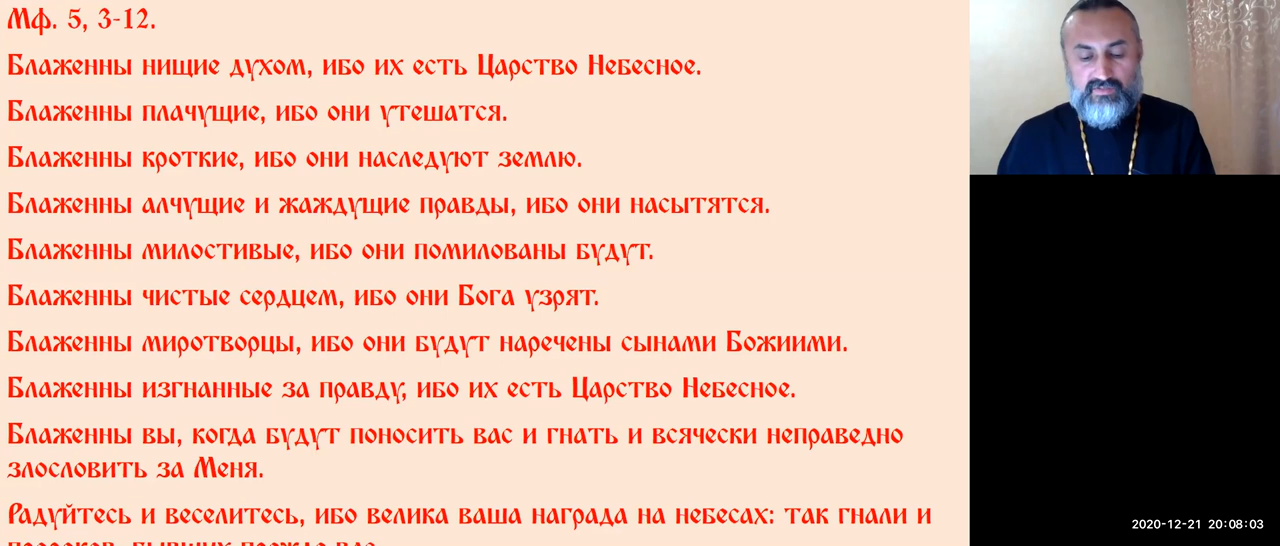 Мф. 5, 3-12.
Блаженны нищие духом, ибо их есть Царство Небесное.
Блаженны плачущие, ибо они утешатся.
Блаженны кроткие, ибо они наследуют землю.
Блаженны алчущие и жаждущие правды, ибо они насытятся.
Блаженны милостивые, ибо они помилованы будут.
Блаженны чистые сердцем, ибо они Бога узрят.
Блаженны миротворцы, ибо они будут наречены сынами Божиими.
Блаженны изгнанные за правду, ибо их есть Царство Небесное.
Блаженны вы, когда будут поносить вас и гнать и всячески неправедно
злословить за Меня.
Радуйтесь и веселитесь, ибо велика ваша награда на небесах: так гнали и
2020-12-21 20:08:03